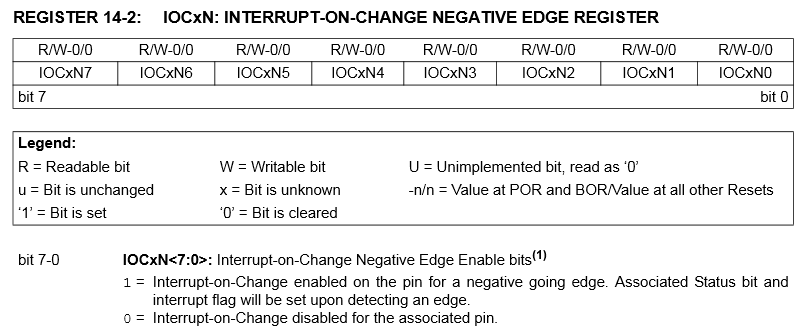 REGISTER 14-2: IOCxN: INTERRUPT-ON-CHANGE NEGATIVE EDGE REGISTER
R/W-0/0 R/W-0/0 R/W-0/0 R/W-0/0 R/W-0/0 R/W-0/0 R/W-0/0 R/W-0/0
IOCxN7 IOCxN6 IOCxN5 IOCxN4 IOCxN3 IOCxN2 IOCxN1 IOCxN0
bit 7 bit 0
Legend:
R = Readable bit W = Writable bit U = Unimplemented bit, read as ‘0’
u = Bit is unchanged x = Bit is unknown -n/n = Value at POR and BOR/Value at all other Resets
‘1’ = Bit is set ‘0’ = Bit is cleared
bit 7-0 IOCxN<7:0>: Interrupt-on-Change Negative Edge Enable bits(1)
1 = Interrupt-on-Change enabled on the pin for a negative going edge. Associated Status bit and
interrupt flag will be set upon detecting an edge.
0 = Interrupt-on-Change disabled for the associated pin.